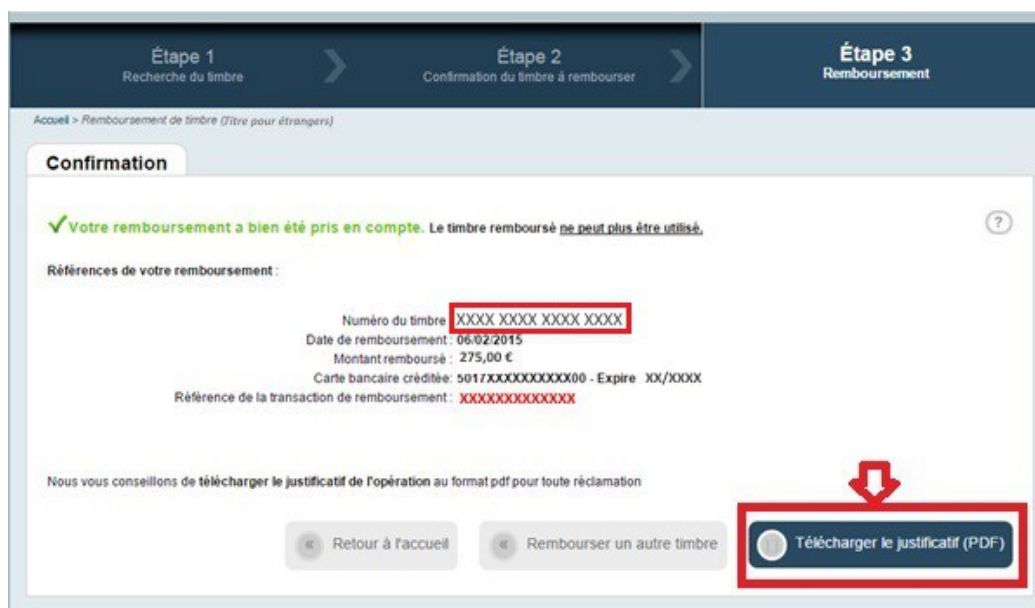 Étape 1
Recherche du timbre
Étape 2
Confirmation du timbre à rembourser
Étape 3
Remboursement
Accueil > Remboursement de timbre (Titre pour étrangers)
Confirmation
Votre remboursement a bien été pris en compte. Le timbre remboursé ne peut plus être utilisé.
?
Références de votre remboursement :
Numéro du timbre XXXX XXXX XXXX XXXX
Date de remboursement : 06/02/2015
Montant remboursé : 275,00 €
Carte bancaire créditée: 5017XXXXXXXXXX00 - Expire XX/XXXX
Référence de la transaction de remboursement : XXXXXXXXXXXXX
Nous vous conseillons de télécharger le justificatif de l'opération au format pdf pour toute réclamation
« Retour à l'accueil
« Rembourser un autre timbre
Télécharger le justificatif (PDF)